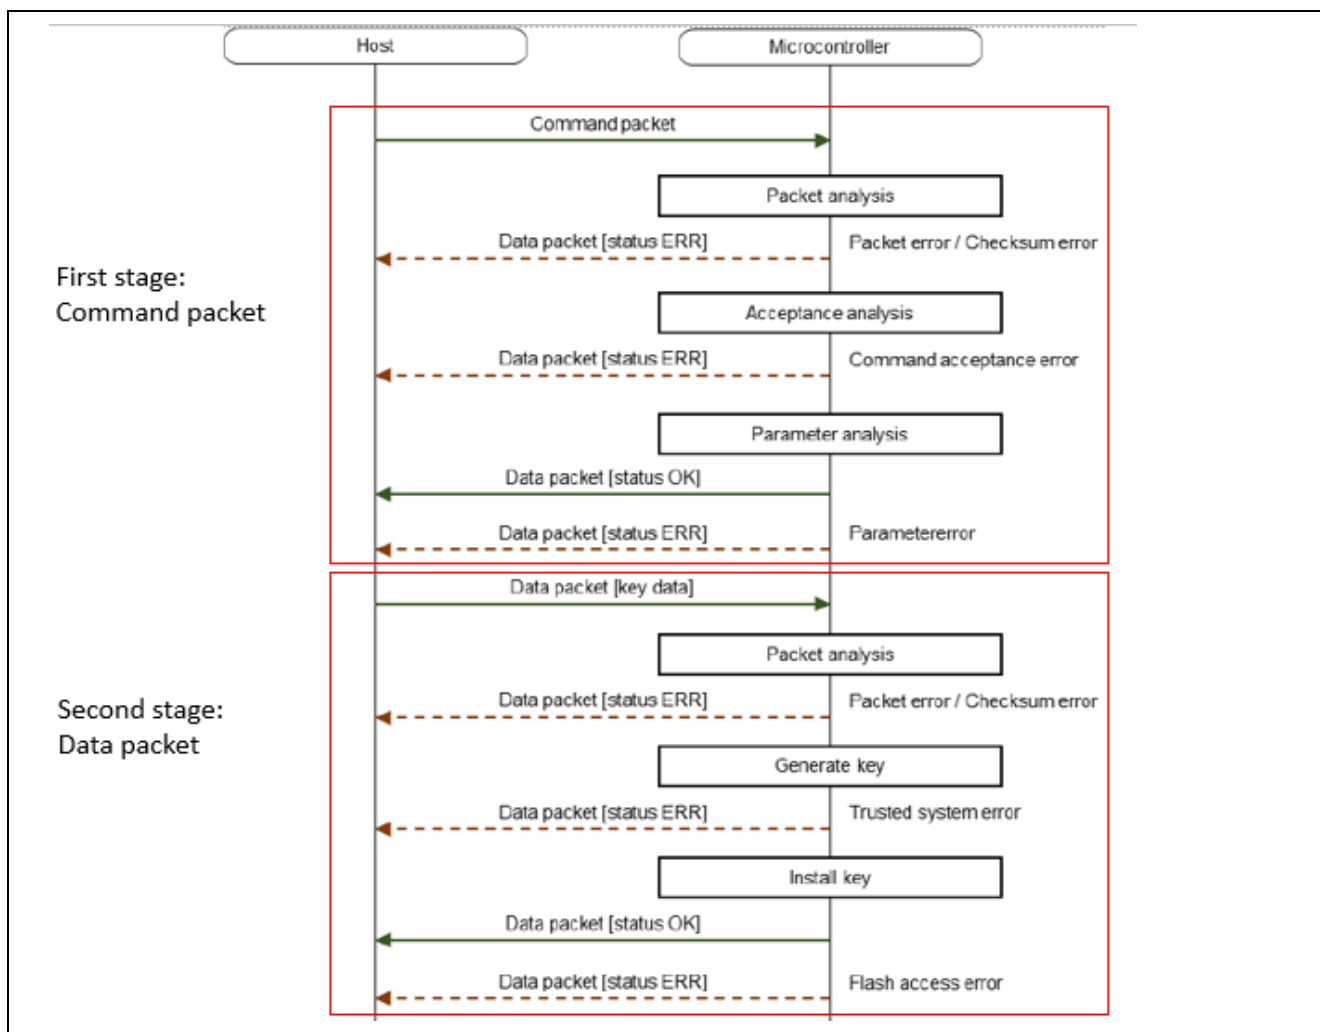 Host
Microcontroller
Command packet
Packet analysis
Data packet [status ERR]
Packet error / Checksum error
First stage:
Command packet
Acceptance analysis
Data packet [status ERR]
Command acceptance error
Parameter analysis
Data packet [status OK]
Data packet [status ERR]
Parametererror
Data packet [key data]
Packet analysis
Data packet [status ERR]
Packet error / Checksum error
Second stage:
Data packet
Generate key
Data packet [status ERR]
Trusted system error
Install key
Data packet [status OK]
Data packet [status ERR]
Flash access error